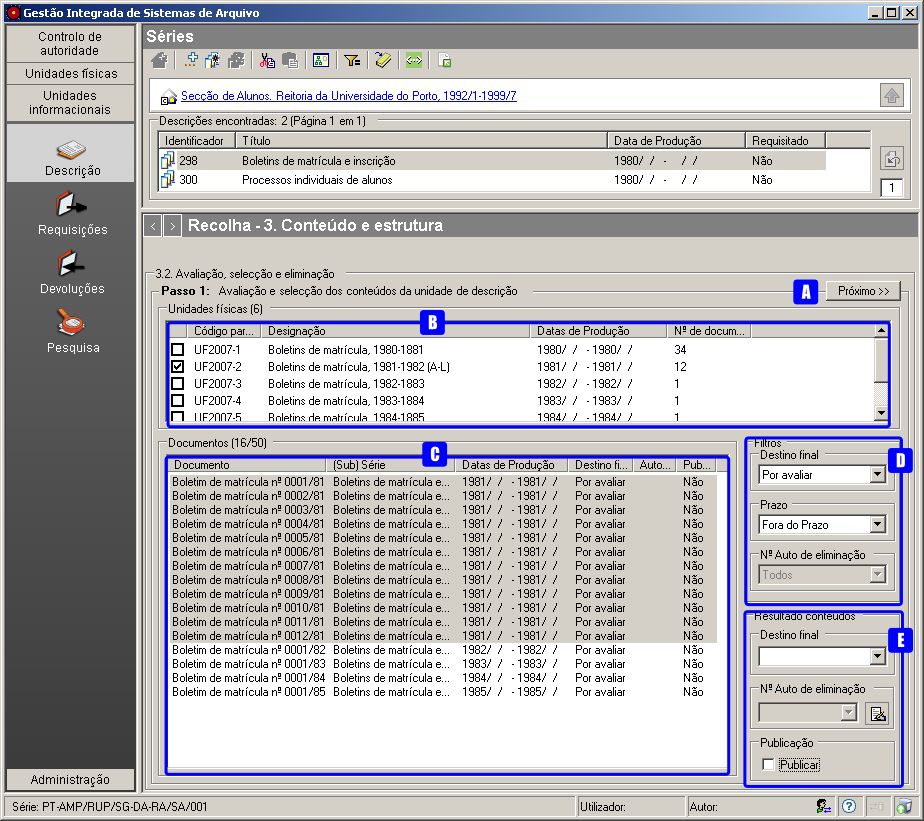 Gestão Integrada de Sistemas de Arquivo
Controlo de
autoridade
Unidades físicas
Unidades
informacionais
Descrição
Requisições
Devoluções
Pesquisa
Administração
Séries
Secção de Alunos. Reitoria da Universidade do Porto, 1992/1-1999/7
Descrições encontradas: 2 (Página 1 em 1)
Identificador Título Data de Produção Requisitado
298 Boletins de matrícula e inscrição 1980/ / - / / Não
300 Processos individuais de alunos 1980/ / - / / Não
1
< > Recolha - 3. Conteúdo e estrutura
3.2. Avaliação, selecção e eliminação
Passo 1: Avaliação e selecção dos conteúdos da unidade de descrição
A
Próximo >>
Unidades físicas (6)
B
Código par... Designação Datas de Produção Nº de docum...
UF2007-1 Boletins de matrícula, 1980-1881 1980/ / - 1980/ / 34
UF2007-2 Boletins de matrícula, 1981-1982 (A-L) 1981/ / - 1981/ / 12
UF2007-3 Boletins de matrícula, 1982-1883 1982/ / - 1982/ / 1
UF2007-4 Boletins de matrícula, 1983-1884 1983/ / - 1983/ / 1
UF2007-5 Boletins de matrícula, 1984-1885 1984/ / - 1984/ / 1
Documentos (16/50)
C
Documento (Sub) Série Datas de Produção Destino fi... Auto... Pub...
Boletim de matrícula nº 0001/81 Boletins de matrícula e... 1981/ / - 1981/ / Por avaliar Não
Boletim de matrícula nº 0002/81 Boletins de matrícula e... 1981/ / - 1981/ / Por avaliar Não
Boletim de matrícula nº 0003/81 Boletins de matrícula e... 1981/ / - 1981/ / Por avaliar Não
Boletim de matrícula nº 0004/81 Boletins de matrícula e... 1981/ / - 1981/ / Por avaliar Não
Boletim de matrícula nº 0005/81 Boletins de matrícula e... 1981/ / - 1981/ / Por avaliar Não
Boletim de matrícula nº 0006/81 Boletins de matrícula e... 1981/ / - 1981/ / Por avaliar Não
Boletim de matrícula nº 0007/81 Boletins de matrícula e... 1981/ / - 1981/ / Por avaliar Não
Boletim de matrícula nº 0008/81 Boletins de matrícula e... 1981/ / - 1981/ / Por avaliar Não
Boletim de matrícula nº 0009/81 Boletins de matrícula e... 1981/ / - 1981/ / Por avaliar Não
Boletim de matrícula nº 0010/81 Boletins de matrícula e... 1981/ / - 1981/ / Por avaliar Não
Boletim de matrícula nº 0011/81 Boletins de matrícula e... 1981/ / - 1981/ / Por avaliar Não
Boletim de matrícula nº 0012/81 Boletins de matrícula e... 1981/ / - 1981/ / Por avaliar Não
Boletim de matrícula nº 0001/82 Boletins de matrícula e... 1982/ / - 1982/ / Por avaliar Não
Boletim de matrícula nº 0001/83 Boletins de matrícula e... 1983/ / - 1983/ / Por avaliar Não
Boletim de matrícula nº 0001/84 Boletins de matrícula e... 1984/ / - 1984/ / Por avaliar Não
Boletim de matrícula nº 0001/85 Boletins de matrícula e... 1985/ / - 1985/ / Por avaliar Não
Filtros
Destino final
D
Por avaliar
Prazo
Fora do Prazo
Nº Auto de eliminação
Todos
Resultado conteúdos
Destino final
E
Nº Auto de eliminação
Publicação
Publicar
Série: PT-AMP/RUP/SG-DA-RA/SA/001 Utilizador: Autor: